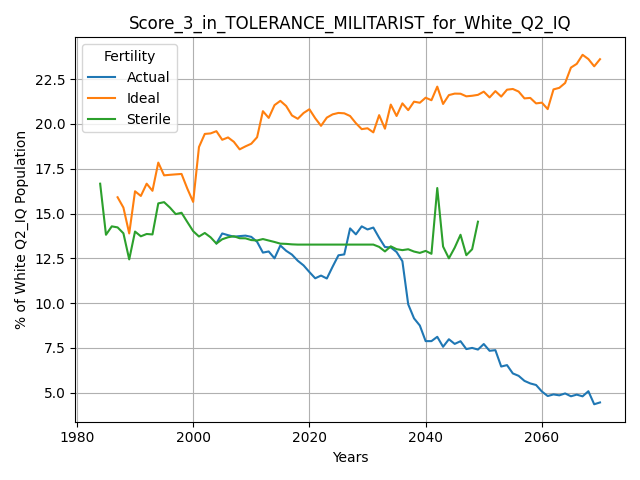 Score_3_in_TOLERANCE_MILITARIST_for_White_Q2_IQ
Fertility
Actual
Ideal
Sterile
% of White Q2_IQ Population
22.5
20.0
17.5
15.0
12.5
10.0
7.5
5.0
1980
2000
2020
2040
2060
Years